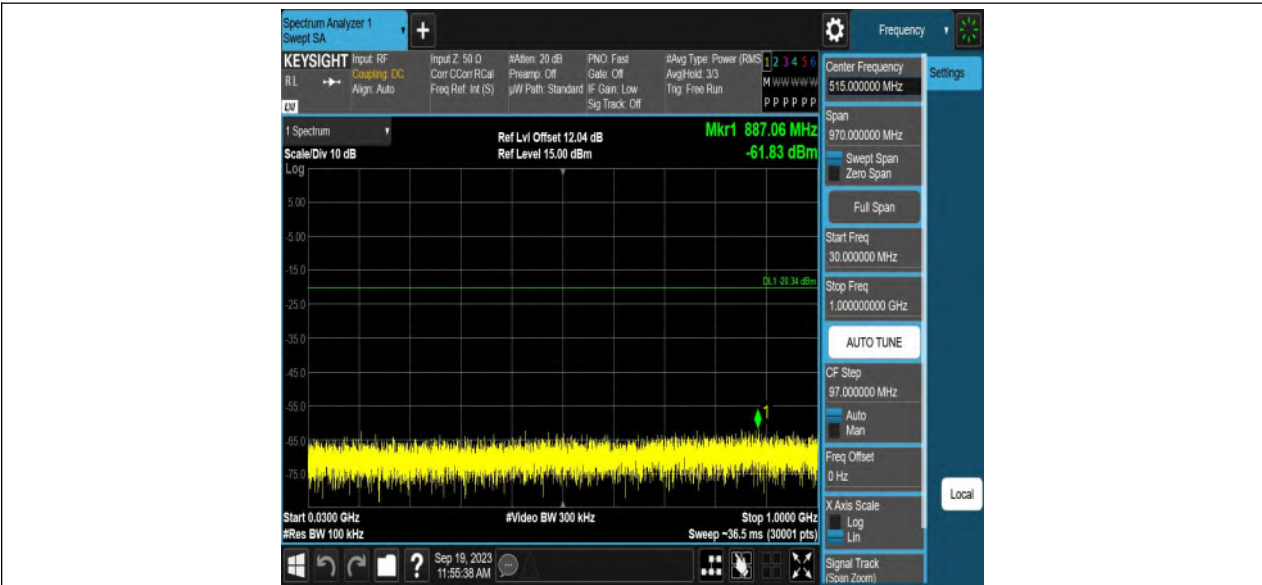 Spectrum Analyzer 1
Swept SA
+
Frequency
KEYSIGHT
RL
LXI
Input: RF
Coupling: DC
Align: Auto
Input Z: 50 Ω
Corr CCorr RCal
Freq Ref: Int (S)
#Atten: 20 dB
Preamp: Off
µW Path: Standard
PNO: Fast
Gate: Off
IF Gain: Low
Sig Track: Off
#Avg Type: Power (RMS
Avg|Hold: 3/3
Trig: Free Run
1 2 3 4 5 6
M W W W W W
P P P P P P
1 Spectrum
Scale/Div 10 dB
Ref Lvl Offset 12.04 dB
Ref Level 15.00 dBm
Mkr1 887.06 MHz
-61.83 dBm
Log
5.00
-5.00
-15.0
DL1 -20.34 dBm
-25.0
-35.0
-45.0
-55.0
1
-65.0
-75.0
Start 0.0300 GHz
#Res BW 100 kHz
#Video BW 300 kHz
Stop 1.0000 GHz
Sweep ~36.5 ms (30001 pts)
?
Sep 19, 2023
11:55:38 AM
Center Frequency
515.000000 MHz
Settings
Span
970.000000 MHz
Swept Span
Zero Span
Full Span
Start Freq
30.000000 MHz
Stop Freq
1.000000000 GHz
AUTO TUNE
CF Step
97.000000 MHz
Auto
Man
Freq Offset
0 Hz
Local
X Axis Scale
Log
Lin
Signal Track
(Span Zoom)